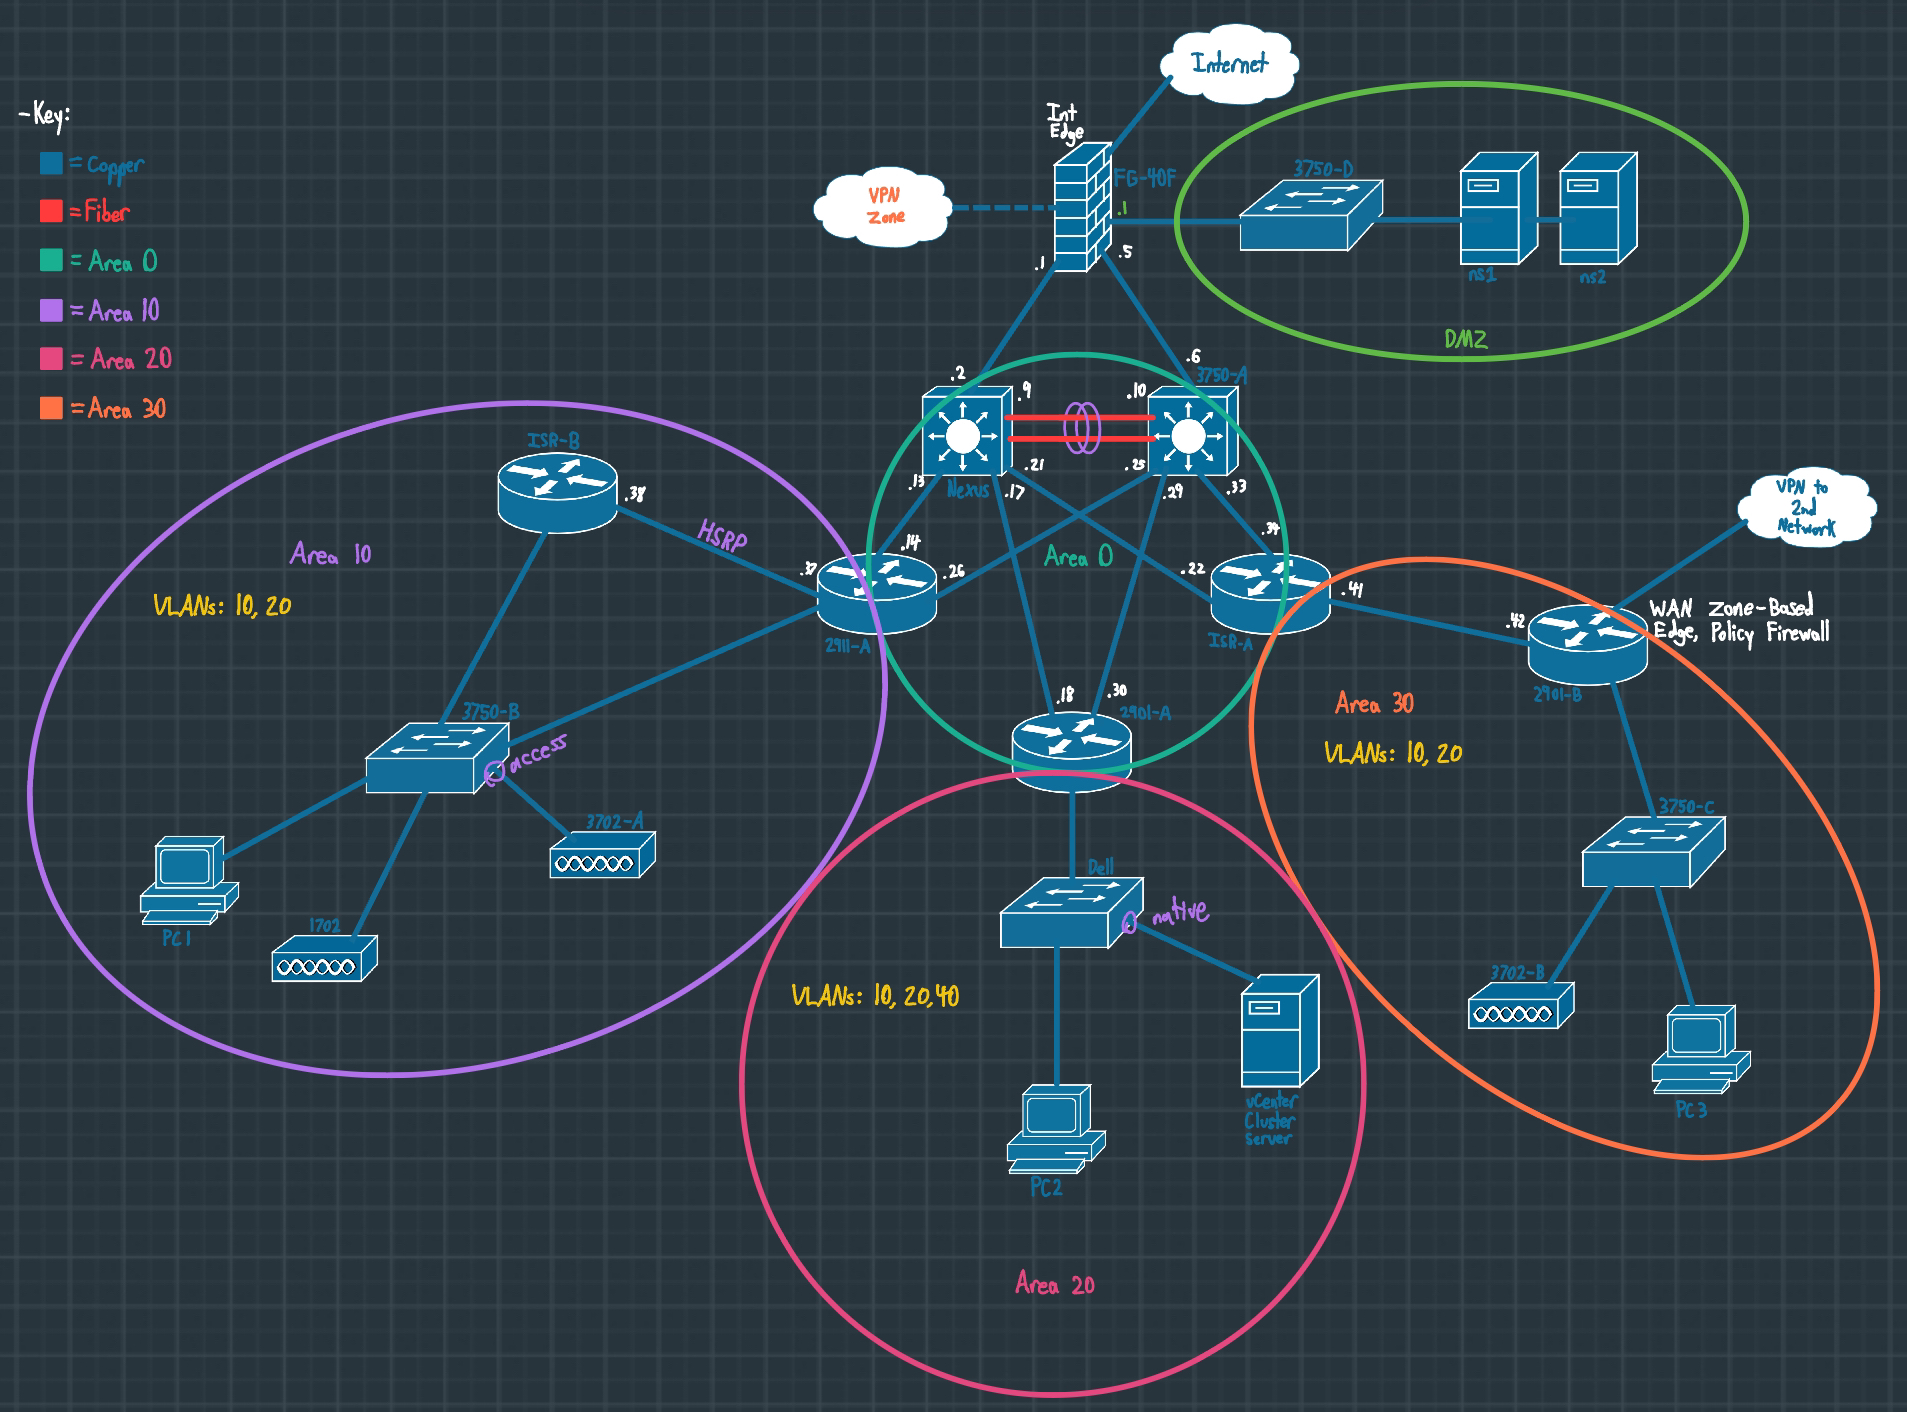 -Key:
= Copper
= Fiber
= Area 0
= Area 10
= Area 20
= Area 30
Internet
Int
Edge
FG-40F
VPN
Zone
.1
.1
.5
3750-D
ns1
ns2
DMZ
.2
.6
3750-A
.9
.10
.21
.25
.13
Nexus
.17
.29
.33
ISR-B
.38
HSRP
Area 10
VLANs: 10, 20
.37
.14
.26
2911-A
Area 0
.34
.22
.41
ISR-A
VPN to
2nd
Network
.42
WAN Zone-Based
Edge, Policy Firewall
2901-B
Area 30
VLANs: 10, 20
.18
.30
2901-A
3750-B
access
3702-A
PC1
1702
Dell
native
VLANs: 10, 20,40
vCenter
Cluster
Server
PC2
Area 20
3750-C
3702-B
PC3